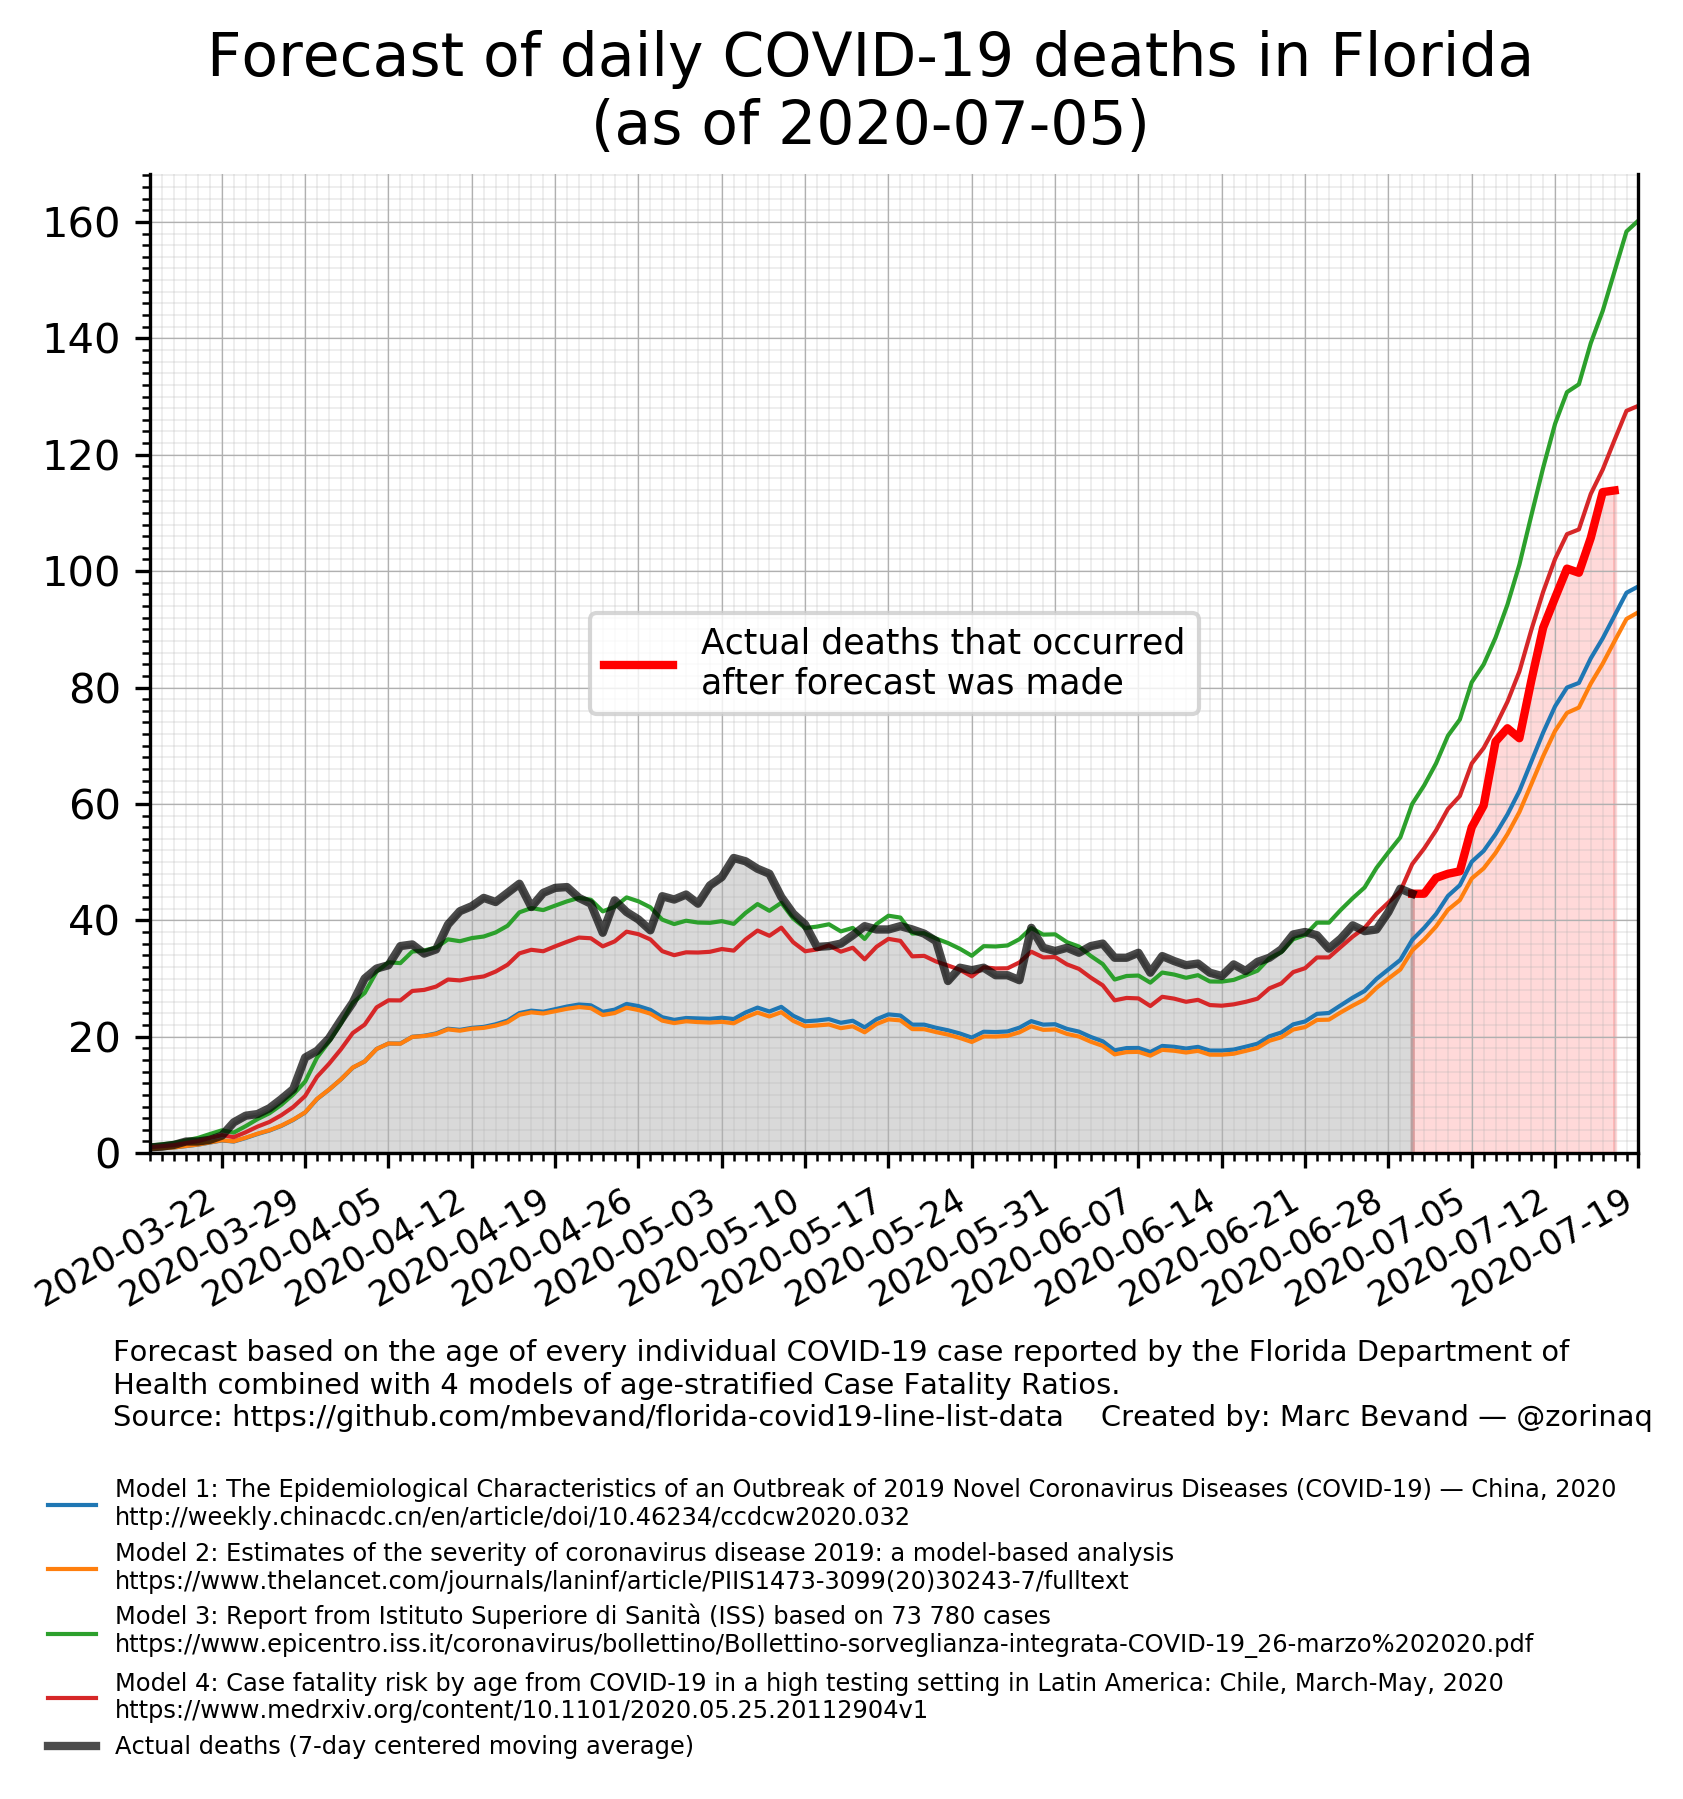 Forecast of daily COVID-19 deaths in Florida
(as of 2020-07-05)
160
140
120
100
80
60
40
20
0
Actual deaths that occurred
after forecast was made
2020-03-22
2020-03-29
2020-04-05
2020-04-12
2020-04-19
2020-04-26
2020-05-03
2020-05-10
2020-05-17
2020-05-24
2020-05-31
2020-06-07
2020-06-14
2020-06-21
2020-06-28
2020-07-05
2020-07-12
2020-07-19
Forecast based on the age of every individual COVID-19 case reported by the Florida Department of
Health combined with 4 models of age-stratified Case Fatality Ratios.
Source: https://github.com/mbevand/florida-covid19-line-list-data    Created by: Marc Bevand — @zorinaq
Model 1: The Epidemiological Characteristics of an Outbreak of 2019 Novel Coronavirus Diseases (COVID-19) — China, 2020
http://weekly.chinacdc.cn/en/article/doi/10.46234/ccdcw2020.032
Model 2: Estimates of the severity of coronavirus disease 2019: a model-based analysis
https://www.thelancet.com/journals/laninf/article/PIIS1473-3099(20)30243-7/fulltext
Model 3: Report from Istituto Superiore di Sanità (ISS) based on 73 780 cases
https://www.epicentro.iss.it/coronavirus/bollettino/Bollettino-sorveglianza-integrata-COVID-19_26-marzo%202020.pdf
Model 4: Case fatality risk by age from COVID-19 in a high testing setting in Latin America: Chile, March-May, 2020
https://www.medrxiv.org/content/10.1101/2020.05.25.20112904v1
Actual deaths (7-day centered moving average)